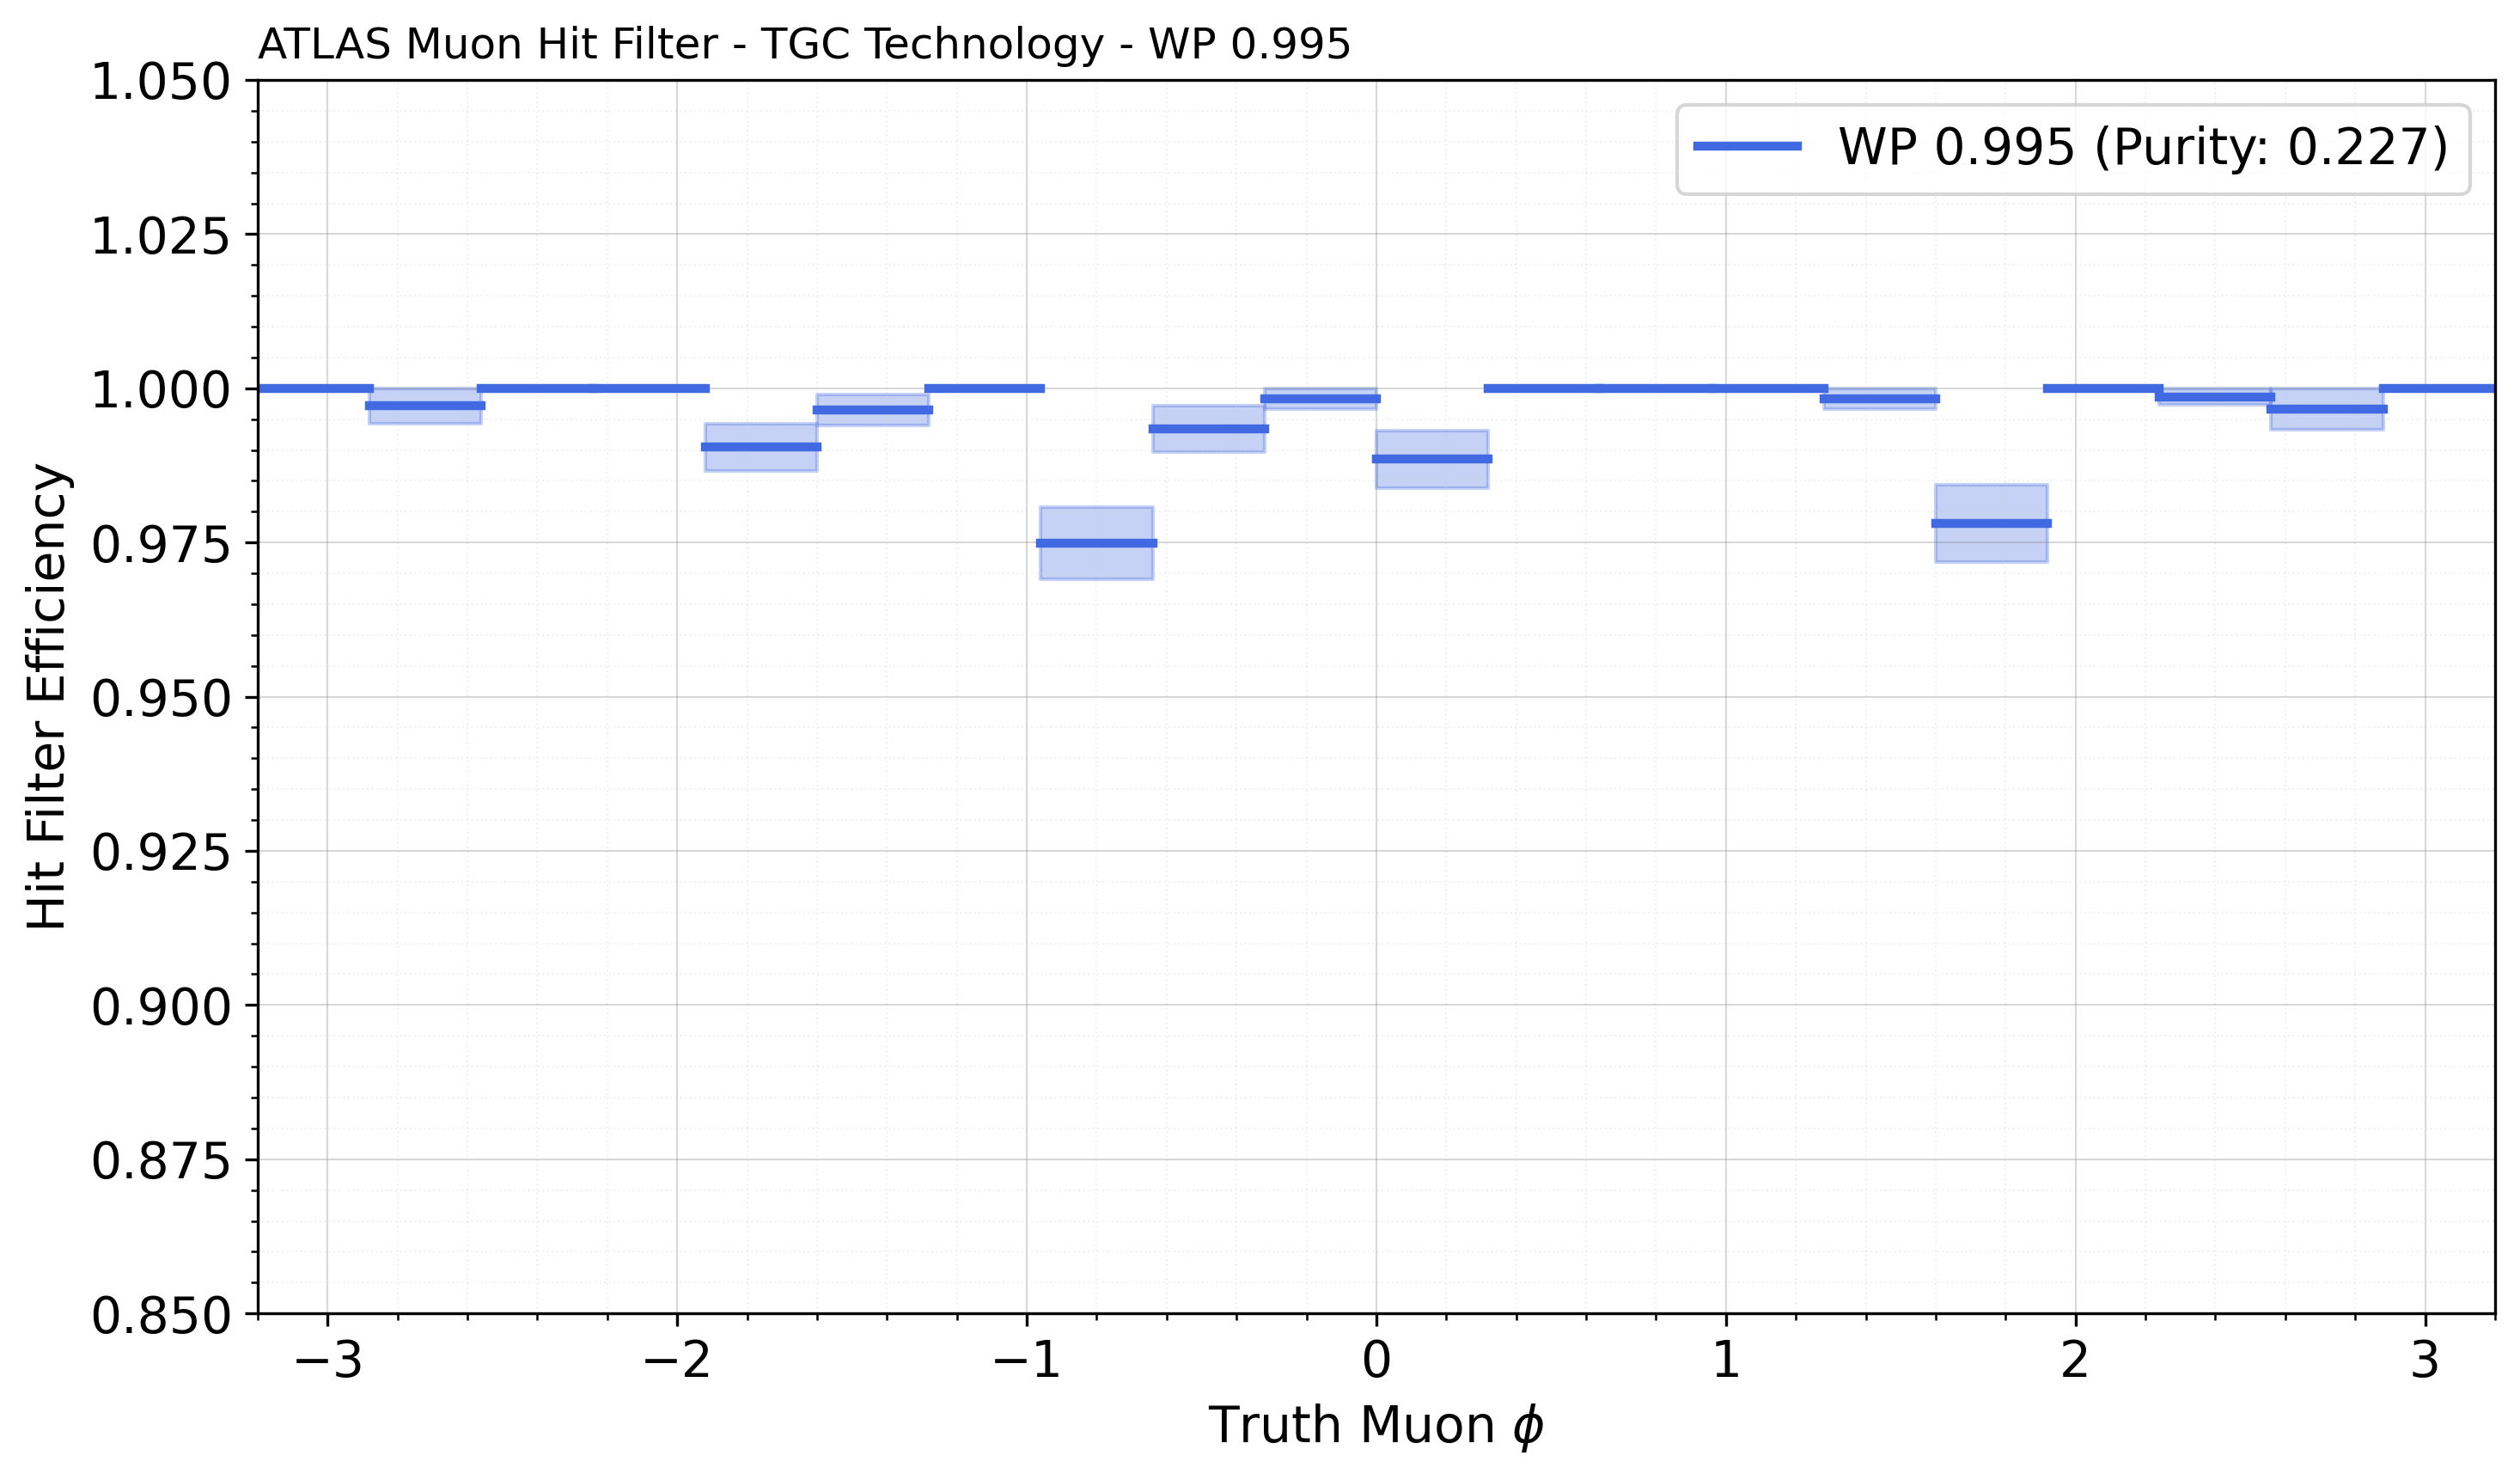 ATLAS Muon Hit Filter - TGC Technology - WP 0.995
WP 0.995 (Purity: 0.227)
Hit Filter Efficiency
1.050
1.025
1.000
0.975
0.950
0.925
0.900
0.875
0.850
−3 −2 −1 0 1 2 3
Truth Muon ϕ